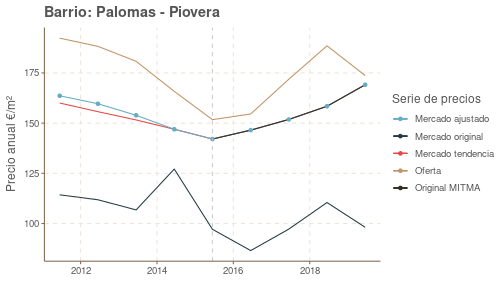 Barrio: Palomas - Piovera
Precio anual €/m²
175
150
125
100
2012
2014
2016
2018
Serie de precios
Mercado ajustado
Mercado original
Mercado tendencia
Oferta
Original MITMA